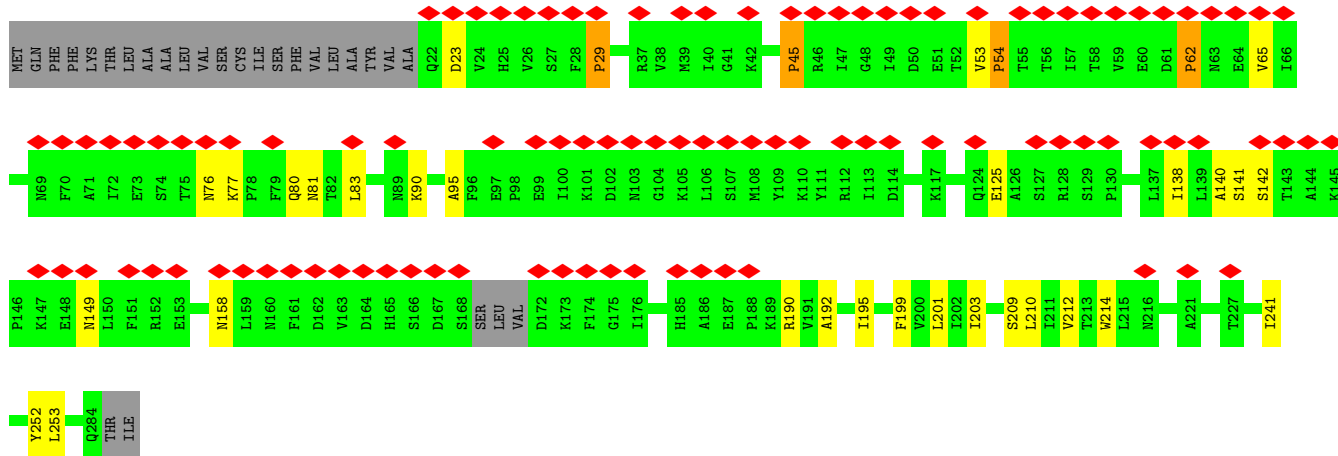 MET GLN PHE PHE LYS THR LEU ALA ALA LEU VAL SER CYS ILE SER PHE VAL LEU ALA TYR VAL ALA Q22 D23 V24 H25 V26 S27 F28 P29 R37 V38 M39 I40 G41 K42 P45 R46 I47 G48 I49 D50 E51 T52 V53 P54 T55 T56 I57 T58 V59 E60 D61 P62 N63 E64 V65 I66
N69 F70 A71 I72 E73 S74 T75 N76 K77 P78 F79 Q80 N81 T82 L83 N89 K90 A95 F96 E97 P98 E99 I100 K101 D102 N103 G104 K105 L106 S107 M108 Y109 K110 Y111 R112 I113 D114 K117 Q124 E125 A126 S127 R128 S129 P130 L137 I138 L139 A140 S141 S142 T143 A144 K145
P146 K147 E148 N149 L150 F151 R152 E153 N158 L159 N160 F161 D162 V163 D164 H165 S166 D167 S168 SER LEU VAL D172 K173 F174 G175 I176 H185 A186 E187 P188 K189 R190 V191 A192 I195 F199 V200 L201 I202 I203 S209 L210 I211 V212 T213 W214 L215 N216 A221 T227 I241
Y252 L253 Q284 THR ILE